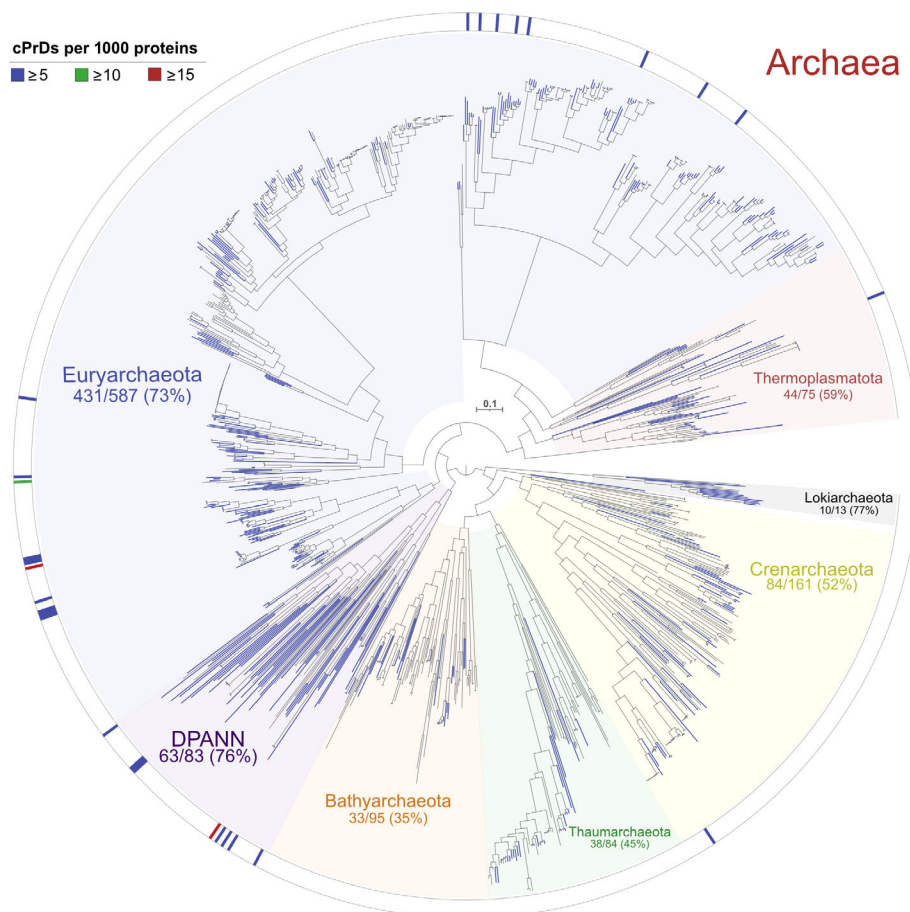 cPrDs per 1000 proteins
≥5 ≥10 ≥15
Archaea
Euryarchaeota
431/587 (73%)
0.1
Thermoplasmatota
44/75 (59%)
Lokiarchaeota
10/13 (77%)
Crenarchaeota
84/161 (52%)
DPANN
63/83 (76%)
Bathyarchaeota
33/95 (35%)
Thaumarchaeota
38/84 (45%)